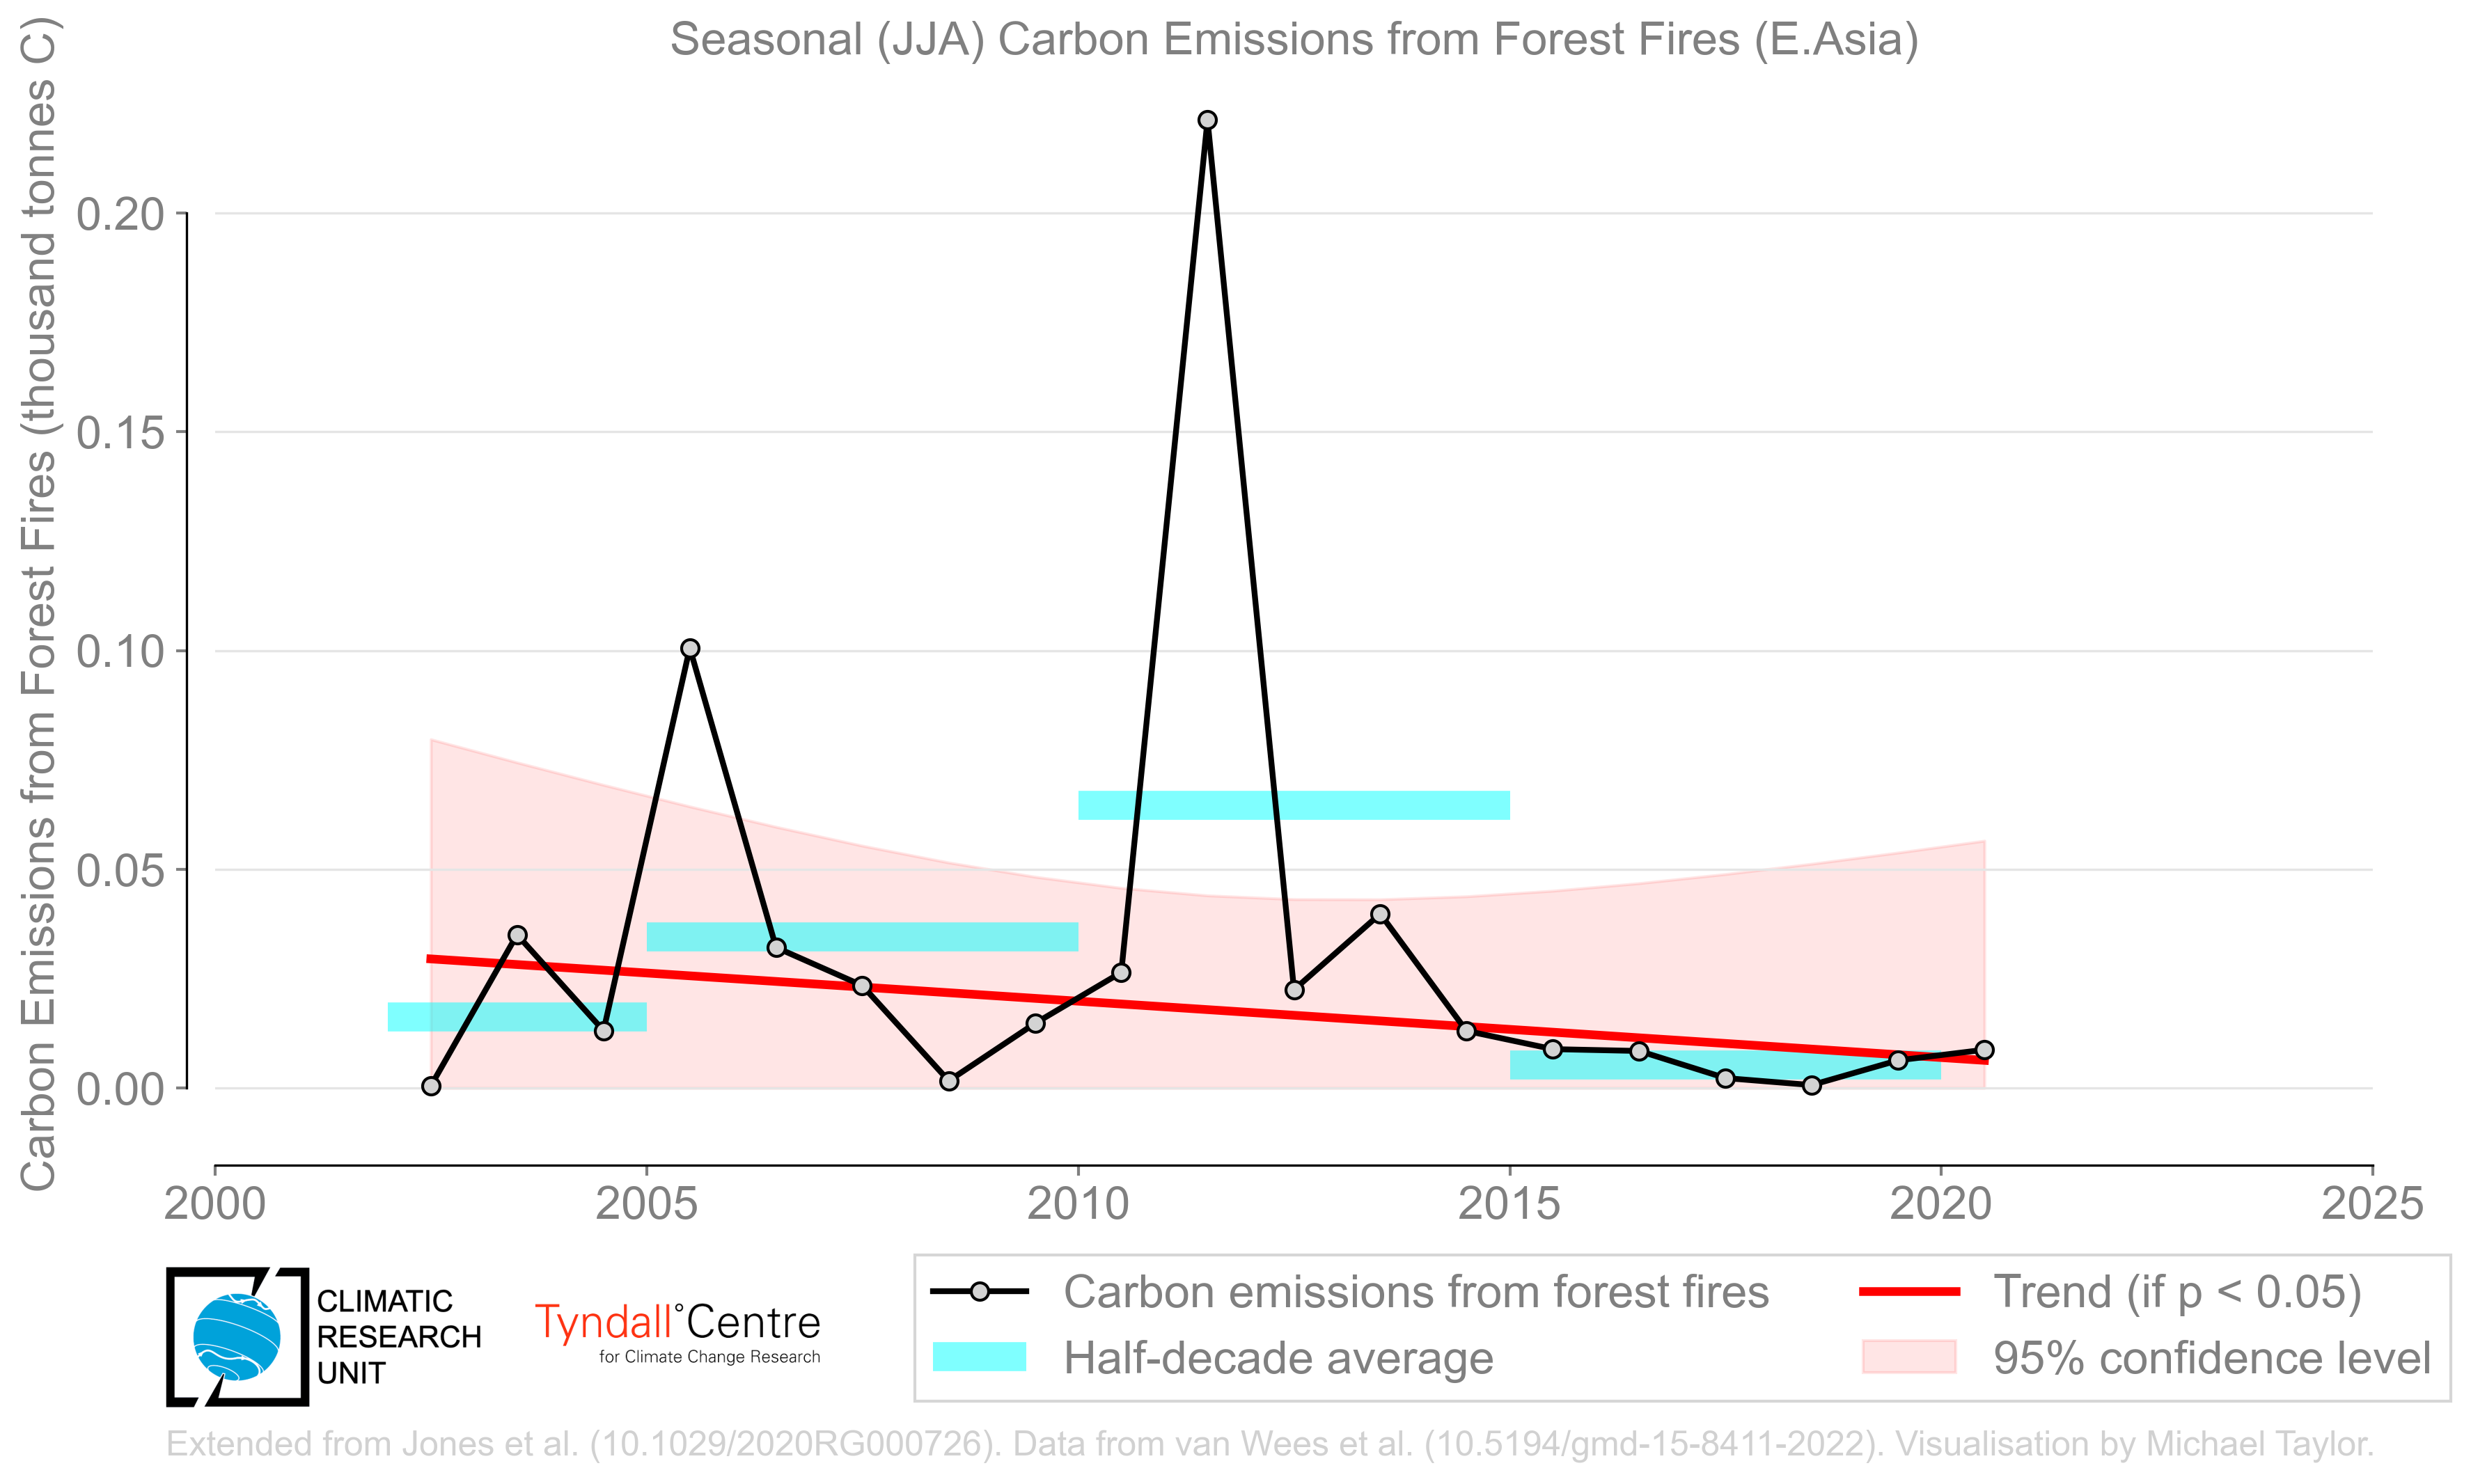 Seasonal (JJA) Carbon Emissions from Forest Fires (E.Asia)
Carbon Emissions from Forest Fires (thousand tonnes C)
0.20
0.15
0.10
0.05
0.00
2000
2005
2010
2015
2020
2025
CLIMATIC
RESEARCH
UNIT
Tyndall°Centre
for Climate Change Research
Carbon emissions from forest fires
Half-decade average
Trend (if p < 0.05)
95% confidence level
Extended from Jones et al. (10.1029/2020RG000726). Data from van Wees et al. (10.5194/gmd-15-8411-2022). Visualisation by Michael Taylor.